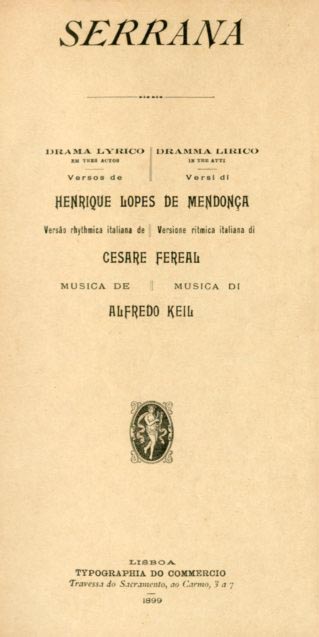 SERRANA
DRAMA LYRICO | DRAMMA LIRICO
EM TRES ACTOS | IN TRE ATTI
Versos de | Versi di
HENRIQUE LOPES DE MENDONÇA
Versão rhythmica italiana de | Versione ritmica italiana di
CESARE FEREAL
MUSICA DE | MUSICA DI
ALFREDO KEIL
LISBOA
TYPOGRAPHIA DO COMMERCIO
Travessa do Sacramento, ao Carmo, 3 a 7
1899